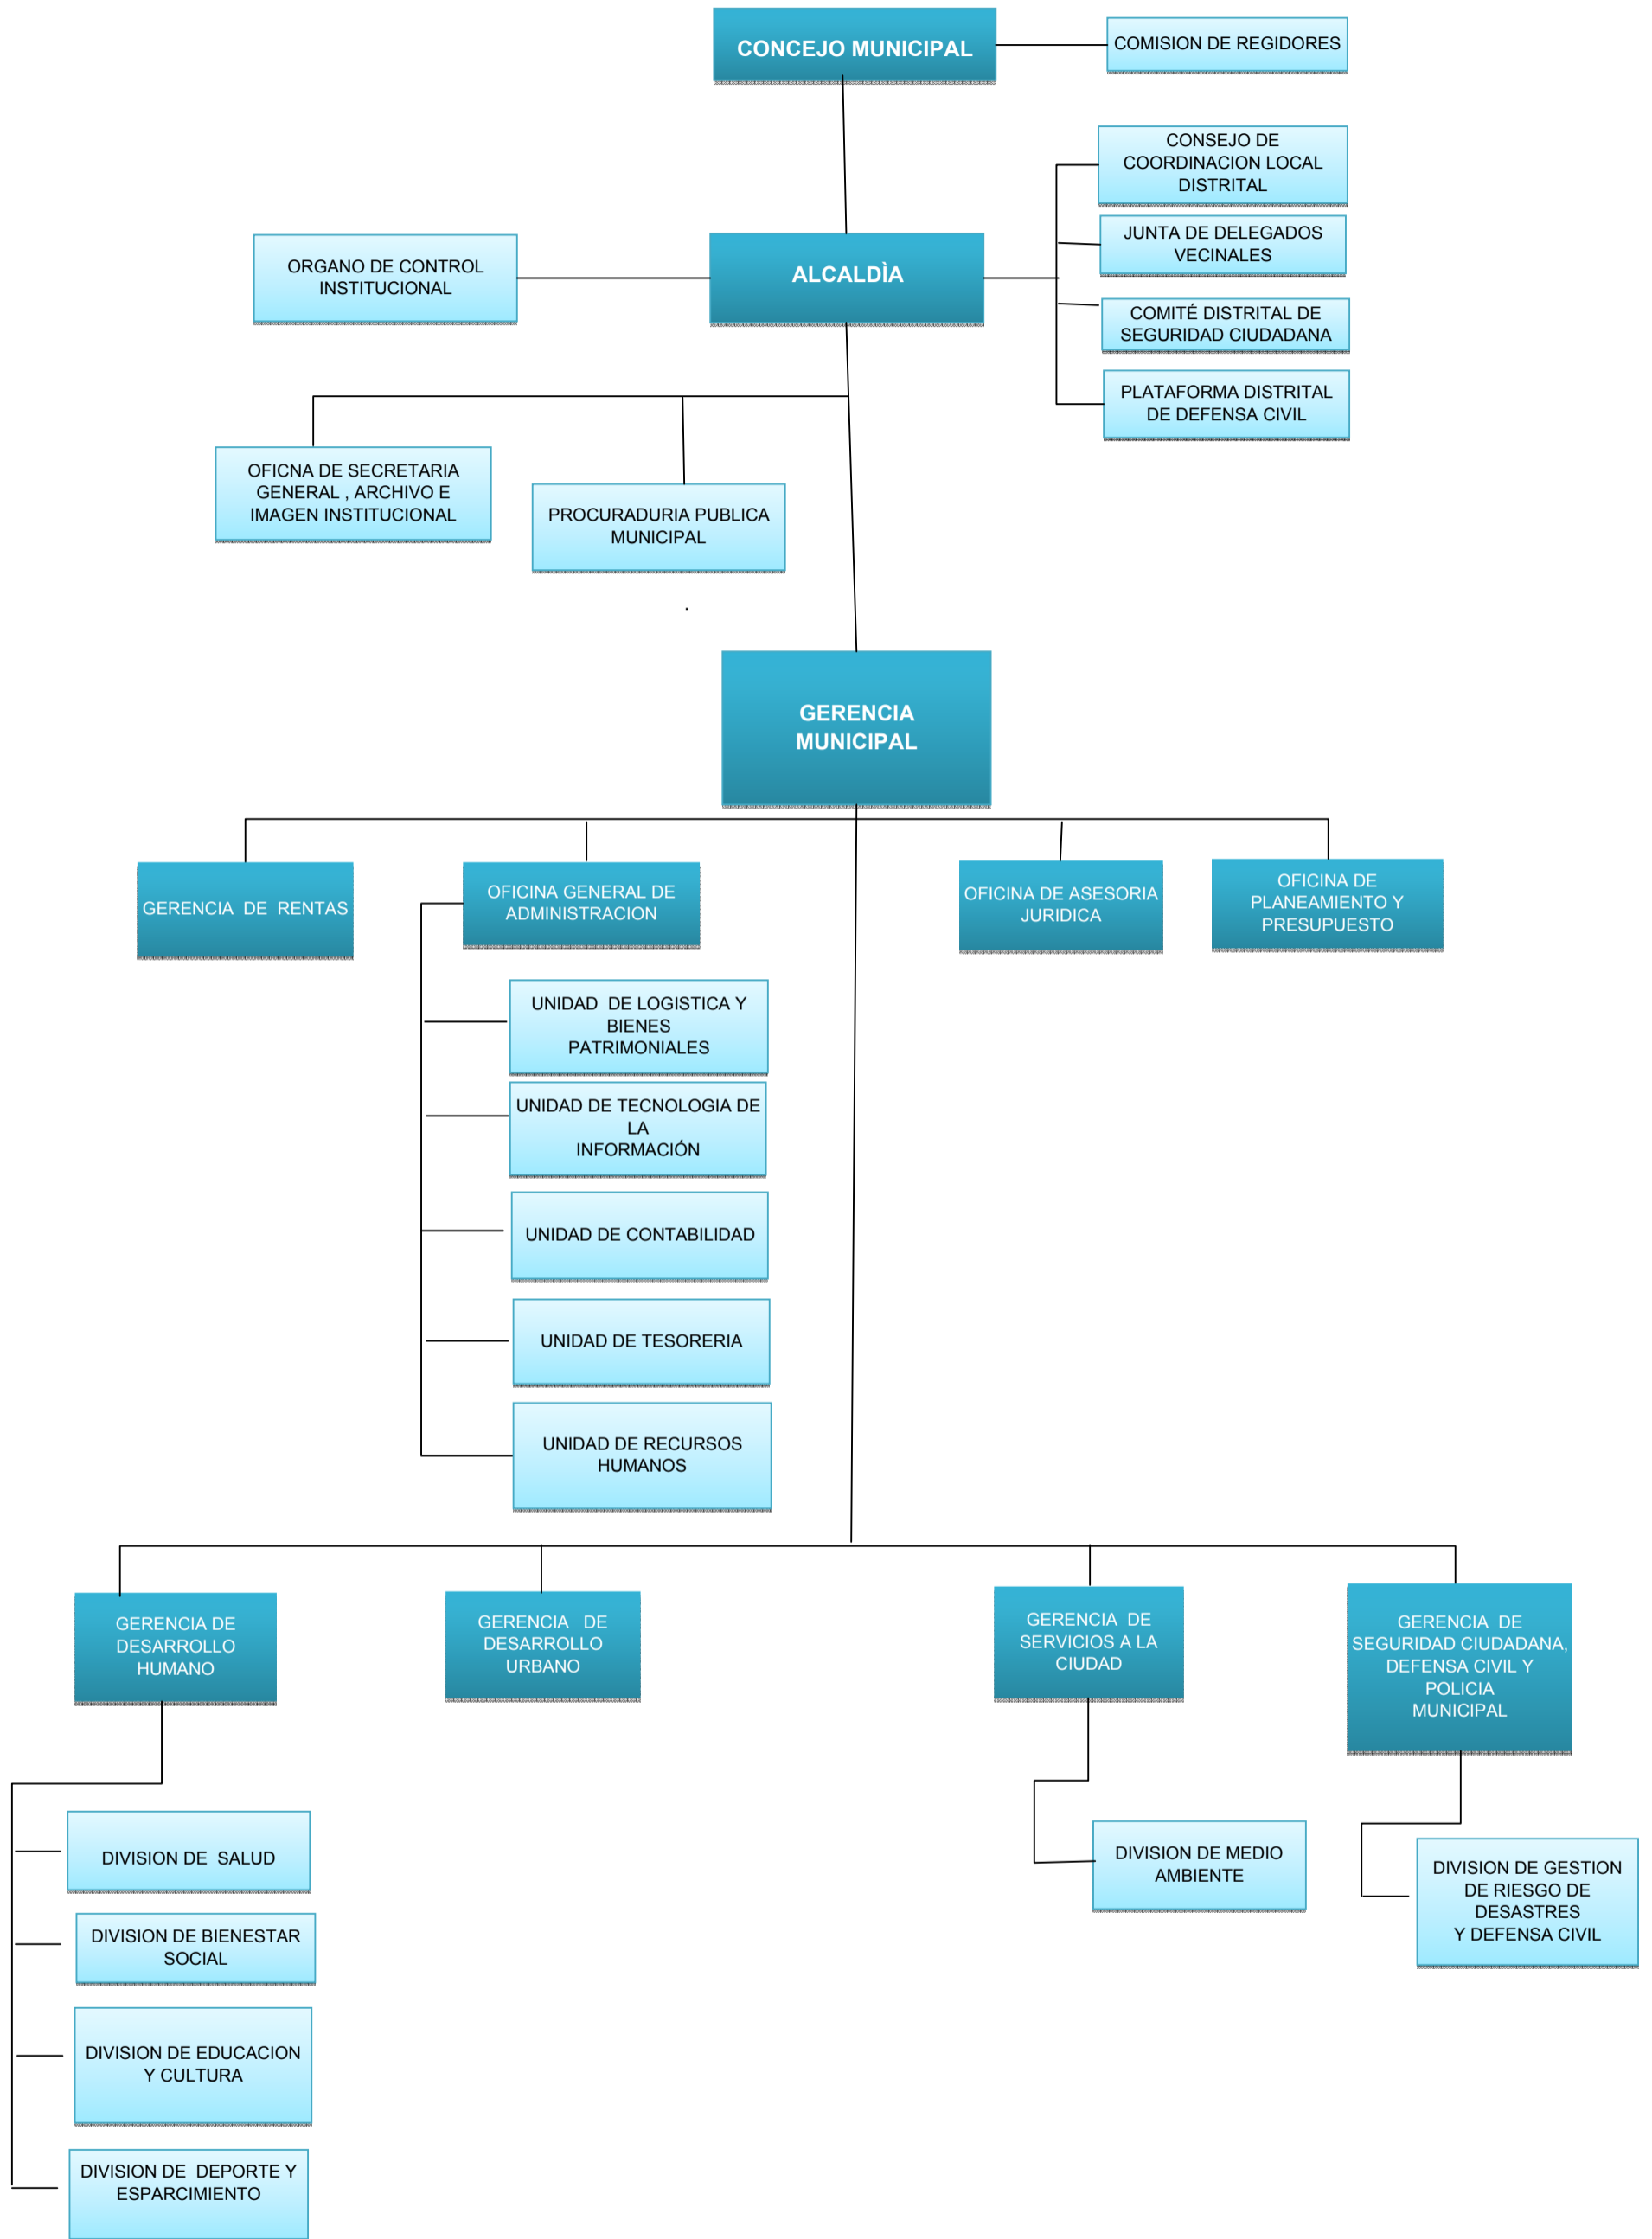 CONCEJO MUNICIPAL
COMISION DE REGIDORES
CONSEJO DE
COORDINACION LOCAL
DISTRITAL
JUNTA DE DELEGADOS
VECINALES
ORGANO DE CONTROL
INSTITUCIONAL
ALCALDÌA
COMITÉ DISTRITAL DE
SEGURIDAD CIUDADANA
PLATAFORMA DISTRITAL
DE DEFENSA CIVIL
OFICNA DE SECRETARIA
GENERAL , ARCHIVO E
IMAGEN INSTITUCIONAL
PROCURADURIA PUBLICA
MUNICIPAL
.
GERENCIA
MUNICIPAL
GERENCIA DE RENTAS
OFICINA GENERAL DE
ADMINISTRACION
OFICINA DE ASESORIA
JURIDICA
OFICINA DE
PLANEAMIENTO Y
PRESUPUESTO
UNIDAD DE LOGISTICA Y
BIENES
PATRIMONIALES
UNIDAD DE TECNOLOGIA DE
LA
INFORMACIÓN
UNIDAD DE CONTABILIDAD
UNIDAD DE TESORERIA
UNIDAD DE RECURSOS
HUMANOS
GERENCIA DE
DESARROLLO
HUMANO
GERENCIA DE
DESARROLLO
URBANO
GERENCIA DE
SERVICIOS A LA
CIUDAD
GERENCIA DE
SEGURIDAD CIUDADANA,
DEFENSA CIVIL Y
POLICIA
MUNICIPAL
DIVISION DE SALUD
DIVISION DE BIENESTAR
SOCIAL
DIVISION DE EDUCACION
Y CULTURA
DIVISION DE DEPORTE Y
ESPARCIMIENTO
DIVISION DE MEDIO
AMBIENTE
DIVISION DE GESTION
DE RIESGO DE
DESASTRES
Y DEFENSA CIVIL